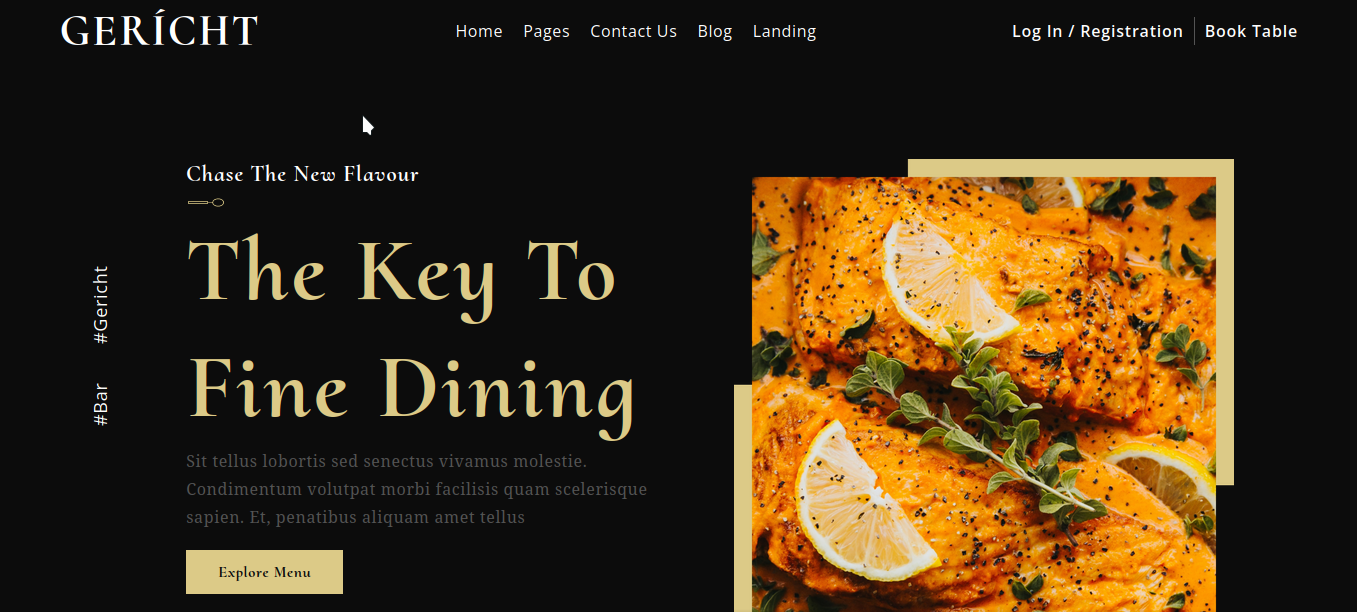 GERÍCHT
Home Pages Contact Us Blog Landing
Log In / Registration Book Table
Chase The New Flavour
The Key To
Fine Dining
#Gericht
#Bar
Sit tellus lobortis sed senectus vivamus molestie.
Condimentum volutpat morbi facilisis quam scelerisque
sapien. Et, penatibus aliquam amet tellus
Explore Menu